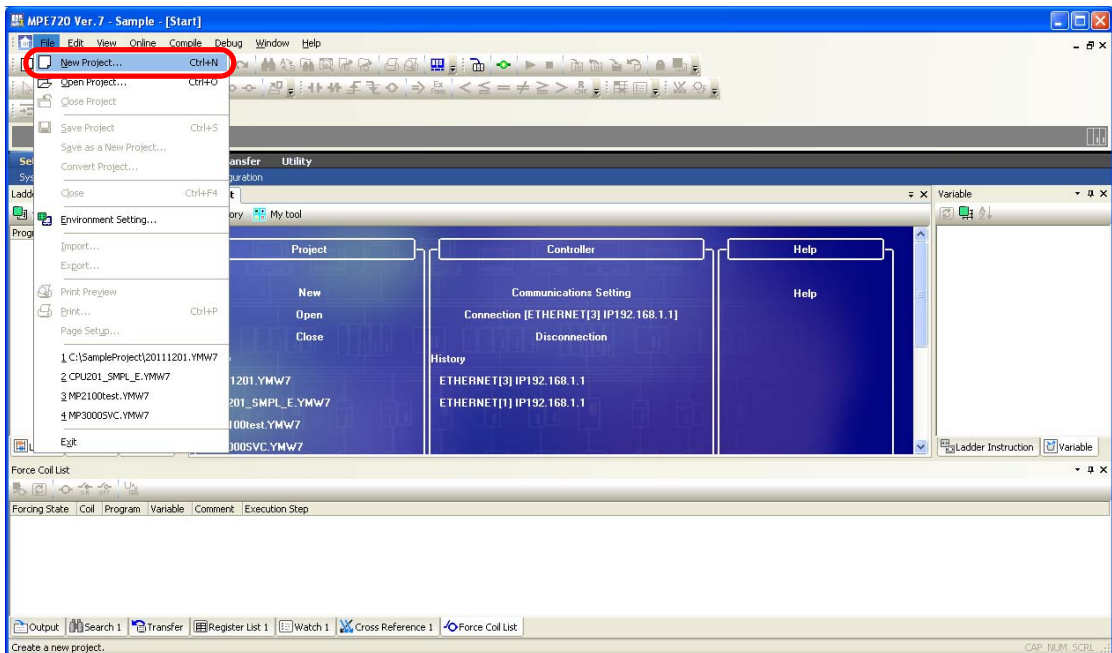 MPE720 Ver.7 - Sample - [Start]
File Edit View Online Compile Debug Window Help
New Project... Ctrl+N
Open Project... Ctrl+O
Close Project
Save Project Ctrl+S
Save as a New Project...
Convert Project...
Close Ctrl+F4
Environment Setting...
Import...
Export...
Print Preview
Print... Ctrl+P
Page Setup...
1 C:\SampleProject\20111201.YMW7
2 CPU201_SMPL_E.YMW7
3 MP2100test.YMW7
4 MP3000SVC.YMW7
Exit
Utility
My tool
Project
New
Open
Close
1201.YMW7
201_SMPL_E.YMW7
100test.YMW7
000SVC.YMW7
Controller
Communications Setting
Connection [ETHERNET[3] IP192.168.1.1]
Disconnection
History
ETHERNET[3] IP192.168.1.1
ETHERNET[1] IP192.168.1.1
Help
Help
Variable
Ladder Instruction Variable
Force Coil List
Forcing State Coil Program Variable Comment Execution Step
Output Search 1 Transfer Register List 1 Watch 1 Cross Reference 1 Force Coil List
Create a new project. CAP NUM SCRL